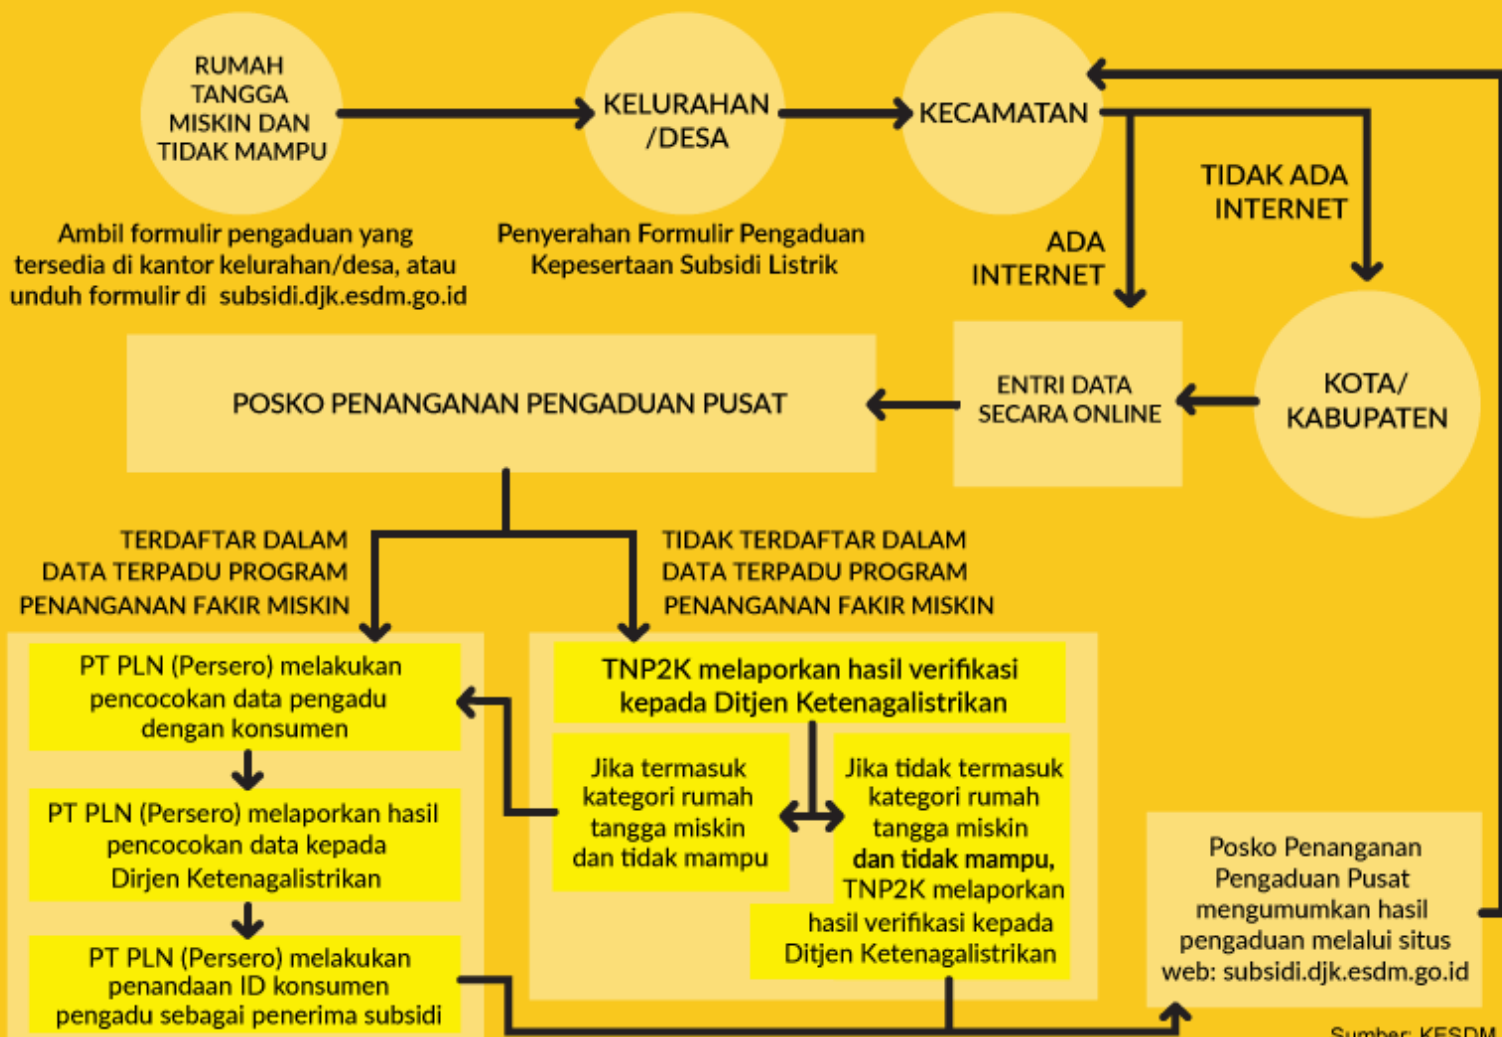 RUMAH
TANGGA
MISKIN DAN
TIDAK MAMPU
KELURAHAN
/DESA
KECAMATAN
Ambil formulir pengaduan yang
tersedia di kantor kelurahan/desa, atau
unduh formulir di subsidi.djk.esdm.go.id
Penyerahan Formulir Pengaduan
Kepesertaan Subsidi Listrik
ADA
INTERNET
TIDAK ADA
INTERNET
POSKO PENANGANAN PENGADUAN PUSAT
ENTRI DATA
SECARA ONLINE
KOTA/
KABUPATEN
TERDAFTAR DALAM
DATA TERPADU PROGRAM
PENANGANAN FAKIR MISKIN
TIDAK TERDAFTAR DALAM
DATA TERPADU PROGRAM
PENANGANAN FAKIR MISKIN
PT PLN (Persero) melakukan
pencocokan data pengadu
dengan konsumen
PT PLN (Persero) melaporkan hasil
pencocokan data kepada
Dirjen Ketenagalistrikan
PT PLN (Persero) melakukan
penandaan ID konsumen
pengadu sebagai penerima subsidi
TNP2K melaporkan hasil verifikasi
kepada Ditjen Ketenagalistrikan
Jika termasuk
kategori rumah
tangga miskin
dan tidak mampu
Jika tidak termasuk
kategori rumah
tangga miskin
dan tidak mampu,
TNP2K melaporkan
hasil verifikasi kepada
Ditjen Ketenagalistrikan
Posko Penanganan
Pengaduan Pusat
mengumumkan hasil
pengaduan melalui situs
web: subsidi.djk.esdm.go.id
Sumber: KESDM